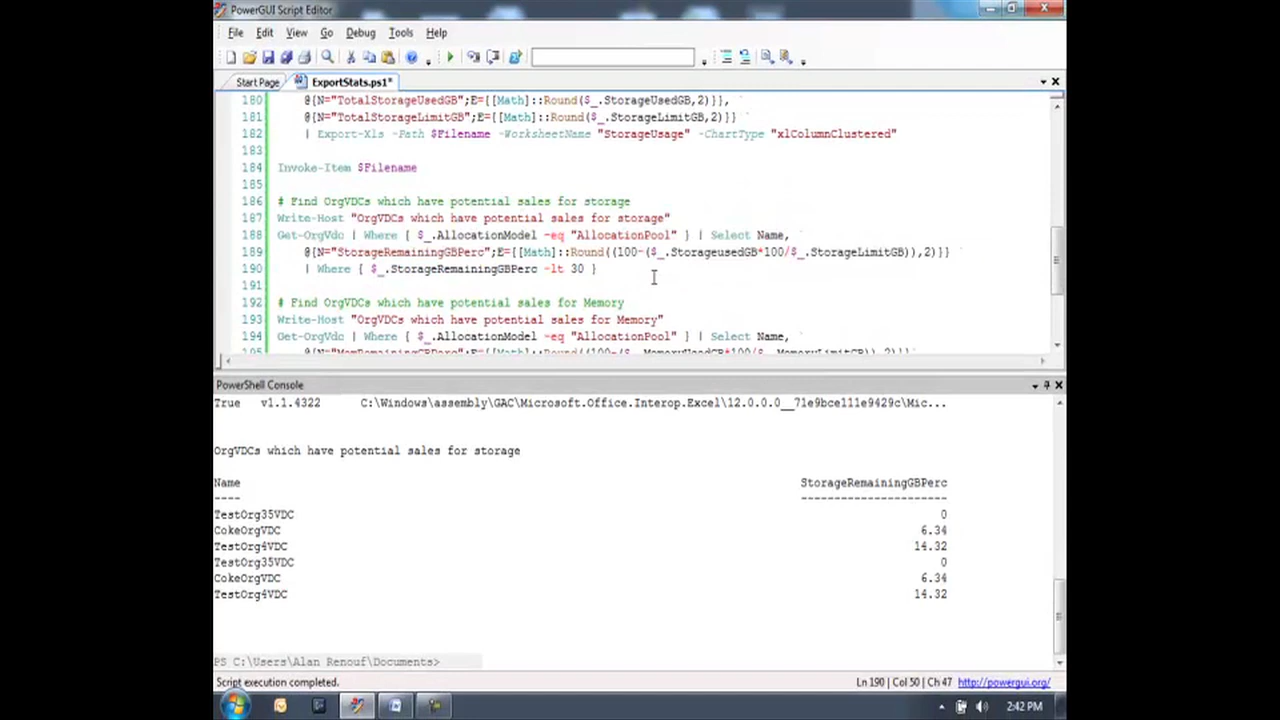 PowerGUI Script Editor
File Edit View Go Debug Tools Help
Start Page ExportStats.ps1*
180 @{N="TotalStorageUsedGB";E={[Math]::Round($_.StorageUsedGB,2)}}, `
181 @{N="TotalStorageLimitGB";E={[Math]::Round($_.StorageLimitGB,2)}} `
182 | Export-Xls -Path $Filename -WorksheetName "StorageUsage" -ChartType "xlColumnClustered"
183
184 Invoke-Item $Filename
185
186 # Find OrgVDCs which have potential sales for storage
187 Write-Host "OrgVDCs which have potential sales for storage"
188 Get-OrgVdc | Where { $_.AllocationModel -eq "AllocationPool" } | Select Name, `
189 @{N="StorageRemainingGBPerc";E={[Math]::Round((100-($_.StorageusedGB*100/$_.StorageLimitGB)),2)}} `
190 | Where { $_.StorageRemainingGBPerc -lt 30 }
191
192 # Find OrgVDCs which have potential sales for Memory
193 Write-Host "OrgVDCs which have potential sales for Memory"
194 Get-OrgVdc | Where { $_.AllocationModel -eq "AllocationPool" } | Select Name, `
195 @{N="MemRemainingGBPerc";E={[Math]::Round((100-($_.MemoryUsedGB*100/$_.MemoryLimitGB)),2)}} `
PowerShell Console
True v1.1.4322 C:\Windows\assembly\GAC\Microsoft.Office.Interop.Excel\12.0.0.0__71e9bce111e9429c\Mic...
OrgVDCs which have potential sales for storage
Name StorageRemainingGBPerc
---- ----------------------
TestOrg35VDC 0
CokeOrgVDC 6.34
TestOrg4VDC 14.32
TestOrg35VDC 0
CokeOrgVDC 6.34
TestOrg4VDC 14.32
PS C:\Users\Alan Renouf\Documents>
Script execution completed. Ln 190 | Col 50 | Ch 47 http://powergui.org/
2:42 PM